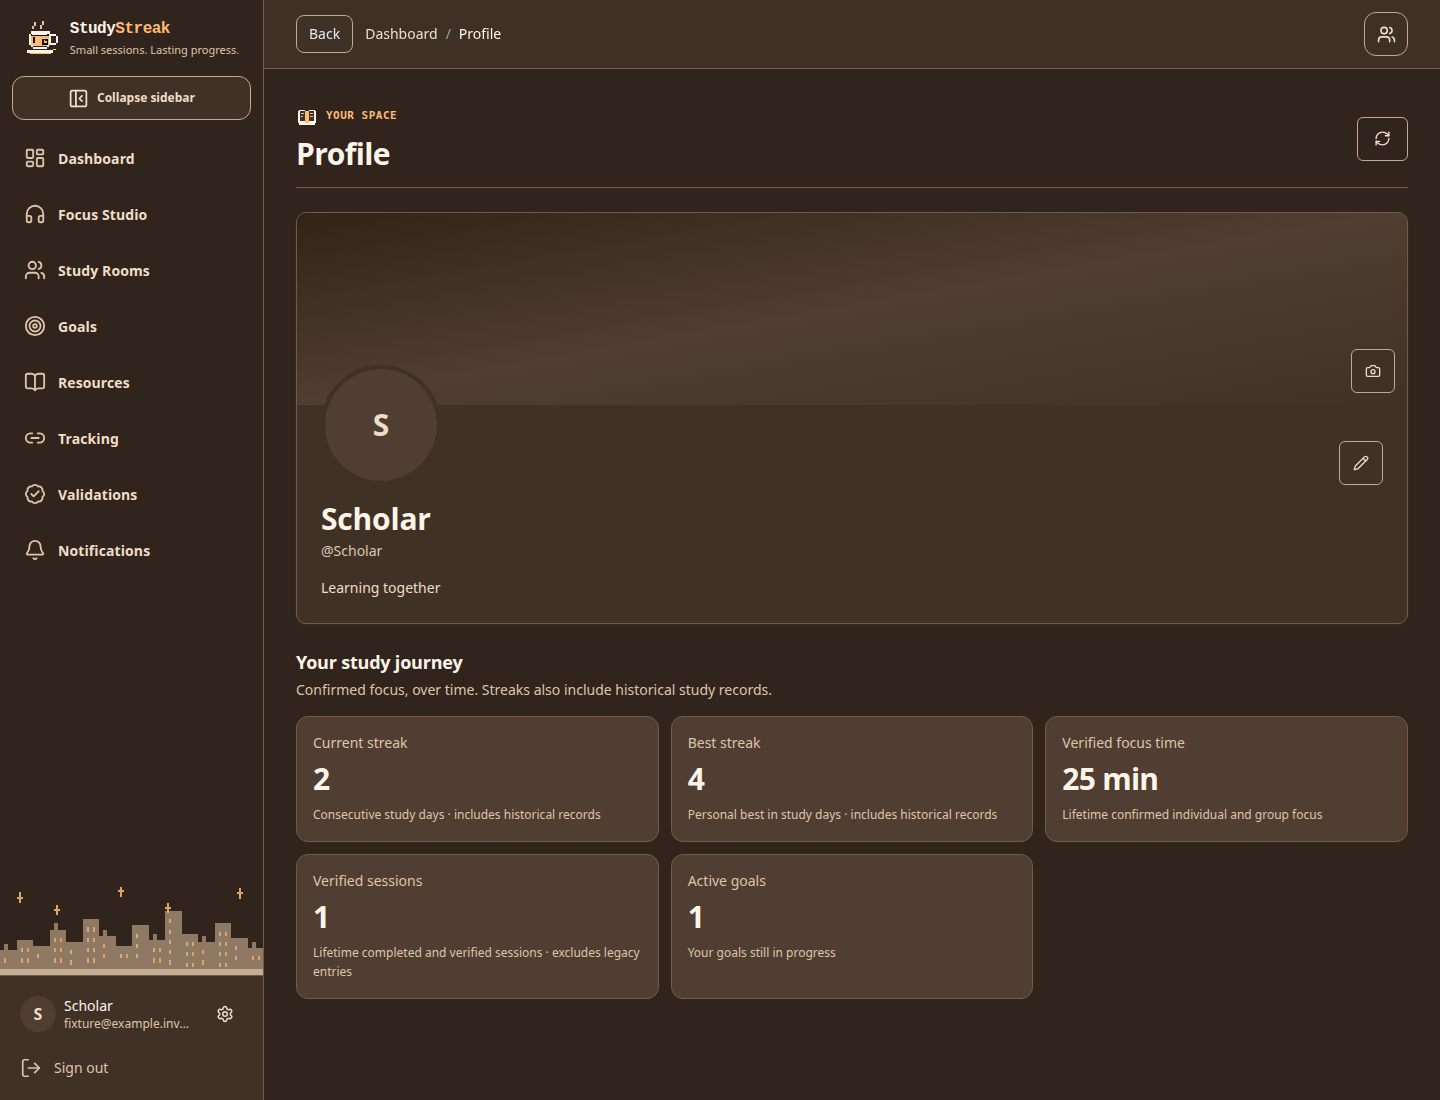 StudyStreak
Small sessions. Lasting progress.
Collapse sidebar
Dashboard
Focus Studio
Study Rooms
Goals
Resources
Tracking
Validations
Notifications
S
Scholar
fixture@example.inv...
Sign out
Back
Dashboard / Profile
YOUR SPACE
Profile
S
Scholar
@Scholar
Learning together
Your study journey
Confirmed focus, over time. Streaks also include historical study records.
Current streak
2
Consecutive study days · includes historical records
Best streak
4
Personal best in study days · includes historical records
Verified focus time
25 min
Lifetime confirmed individual and group focus
Verified sessions
1
Lifetime completed and verified sessions · excludes legacy
entries
Active goals
1
Your goals still in progress